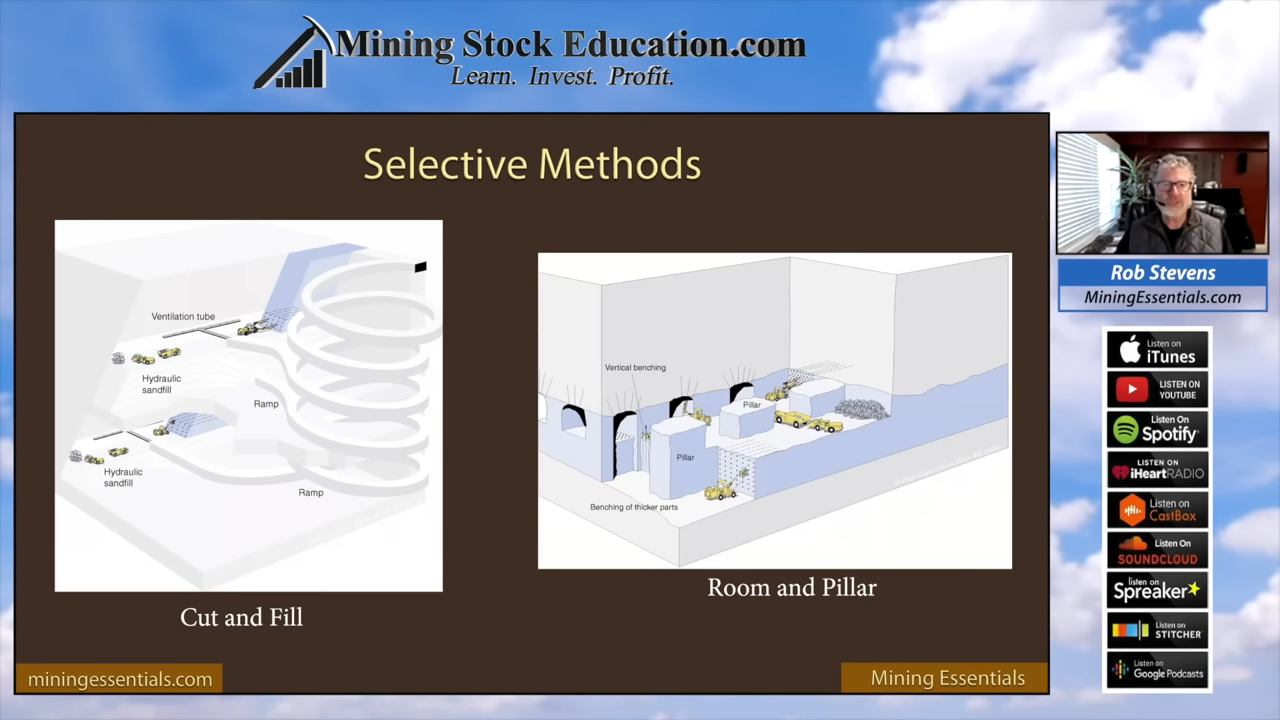 Mining Stock Education.com
Learn. Invest. Profit.
Selective Methods
Ventilation tube
Hydraulic
sandfill
Ramp
Hydraulic
sandfill
Ramp
Cut and Fill
Vertical benching
Pillar
Pillar
Benching of thicker parts
Room and Pillar
miningessentials.com
Mining Essentials
Rob Stevens
MiningEssentials.com
Listen on
iTunes
LISTEN ON
YOUTUBE
Listen On
Spotify
LISTEN ON
iHeartRADIO
Listen on
CastBox
Listen On
SOUNDCLOUD
listen on
Spreaker
Listen on
STITCHER
Listen on
Google Podcasts